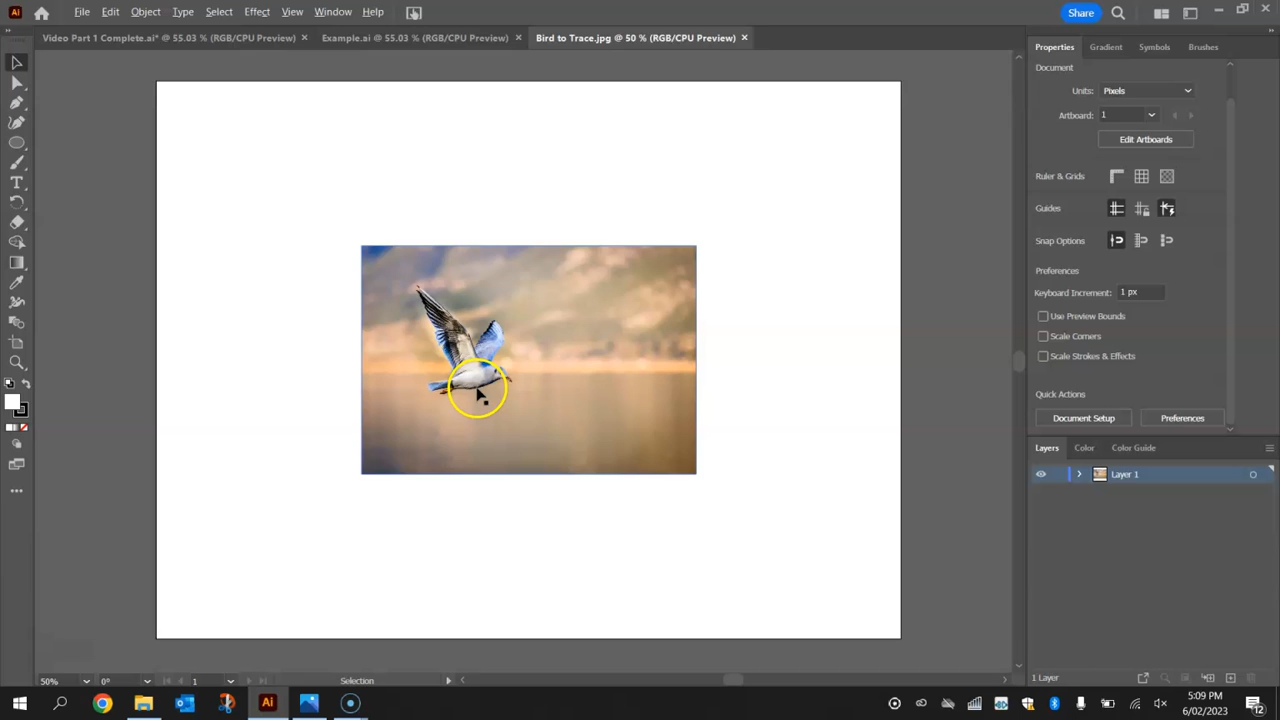 Ai File Edit Object Type Select Effect View Window Help Share
Video Part 1 Complete.ai* @ 55.03 % (RGB/CPU Preview) × Example.ai @ 55.03 % (RGB/CPU Preview) × Bird to Trace.jpg @ 50 % (RGB/CPU Preview) ×
Properties Gradient Symbols Brushes
Document
Units: Pixels
Artboard: 1
Edit Artboards
Ruler & Grids
Guides
Snap Options
Preferences
Keyboard Increment: 1 px
Use Preview Bounds
Scale Corners
Scale Strokes & Effects
Quick Actions
Document Setup Preferences
Layers Color Color Guide
Layer 1
50% 0° 1 Selection
1 Layer
Ai
5:09 PM
6/02/2023
12